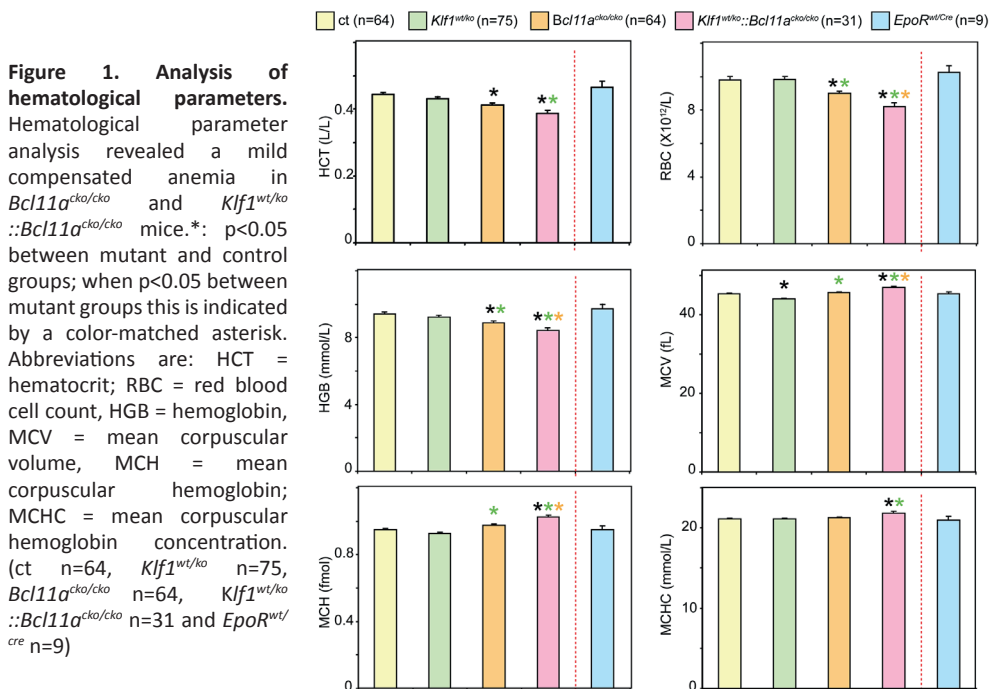 ct (n=64) Klf1wt/ko (n=75) Bcl11acko/cko (n=64) Klf1wt/ko::Bcl11acko/cko (n=31) EpoRwt/Cre (n=9)
Figure 1. Analysis of
hematological parameters.
Hematological parameter
analysis revealed a mild
compensated anemia in
Bcl11acko/cko and Klf1wt/ko
::Bcl11acko/cko mice.*: p<0.05
between mutant and control
groups; when p<0.05 between
mutant groups this is indicated
by a color-matched asterisk.
Abbreviations are: HCT =
hematocrit; RBC = red blood
cell count, HGB = hemoglobin,
MCV = mean corpuscular
volume, MCH = mean
corpuscular hemoglobin;
MCHC = mean corpuscular
hemoglobin concentration.
(ct n=64, Klf1wt/ko n=75,
Bcl11acko/cko n=64, Klf1wt/ko
::Bcl11acko/cko n=31 and EpoRwt/
cre n=9)
HCT (L/L)
0.4
0.2
0
*
**
RBC (X10¹²/L)
8
4
0
**
***
HGB (mmol/L)
8
4
0
**
***
MCV (fL)
40
20
0
*
*
***
MCH (fmol)
0.8
0.4
0
*
***
MCHC (mmol/L)
20
10
0
**